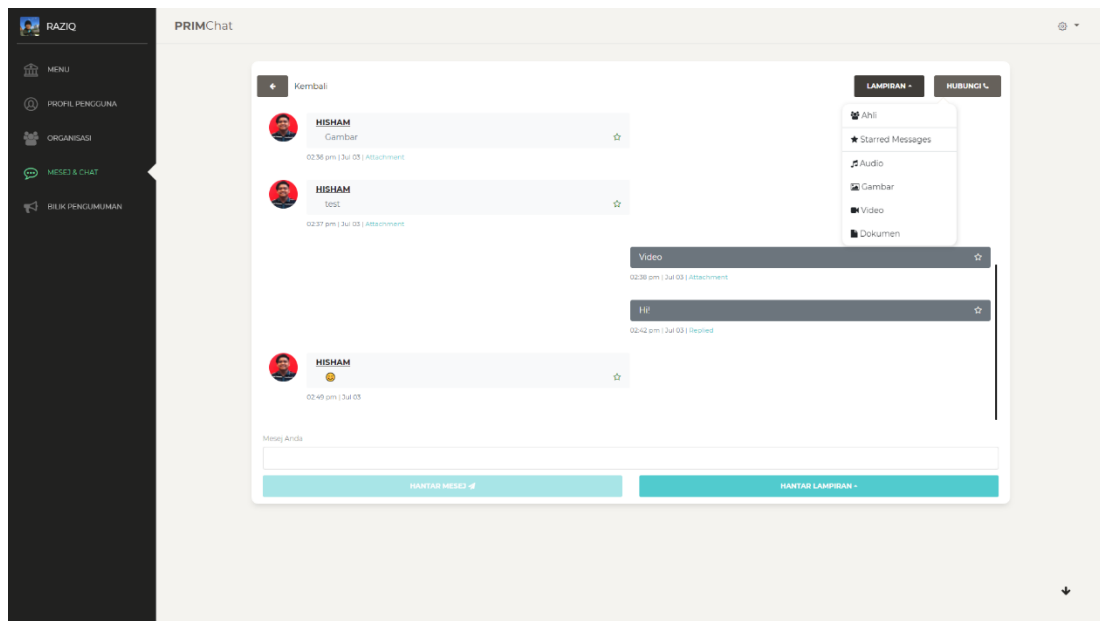 RAZIQ
PRIMChat
MENU
PROFIL PENGGUNA
ORGANISASI
MESEJ & CHAT
BILIK PENGUMUMAN
Kembali
LAMPIRAN
HUBUNGI
Ahli
Starred Messages
Audio
Gambar
Video
Dokumen
HISHAM
Gambar
02:38 pm | Jul 03 | Attachment
HISHAM
test
02:37 pm | Jul 03 | Attachment
Video
02:38 pm | Jul 03 | Attachment
Hi!
02:42 pm | Jul 03 | Replied
HISHAM
02:49 pm | Jul 03
Mesej Anda
HANTAR MESEJ
HANTAR LAMPIRAN